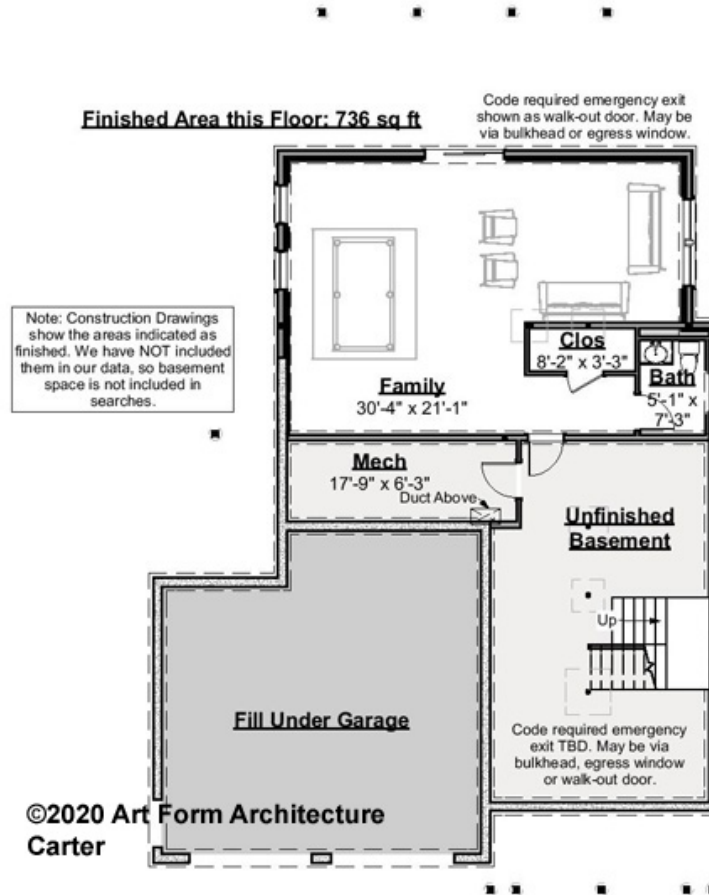 Finished Area this Floor: 736 sq ft
Code required emergency exit
shown as walk-out door. May be
via bulkhead or egress window.
Note: Construction Drawings
show the areas indicated as
finished. We have NOT included
them in our data, so basement
space is not included in
searches.
Clos
8'-2" x 3'-3"
Bath
5'-1" x
7'-3"
Family
30'-4" x 21'-1"
Mech
17'-9" x 6'-3"
Duct Above
Unfinished
Basement
Up
Fill Under Garage
Code required emergency
exit TBD. May be via
bulkhead, egress window
or walk-out door.
©2020 Art Form Architecture
Carter